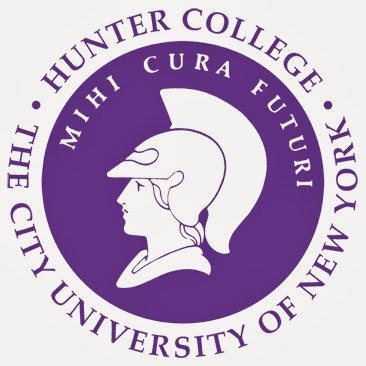 • HUNTER COLLEGE •
THE CITY UNIVERSITY OF NEW YORK
MIHI CURA FUTURI